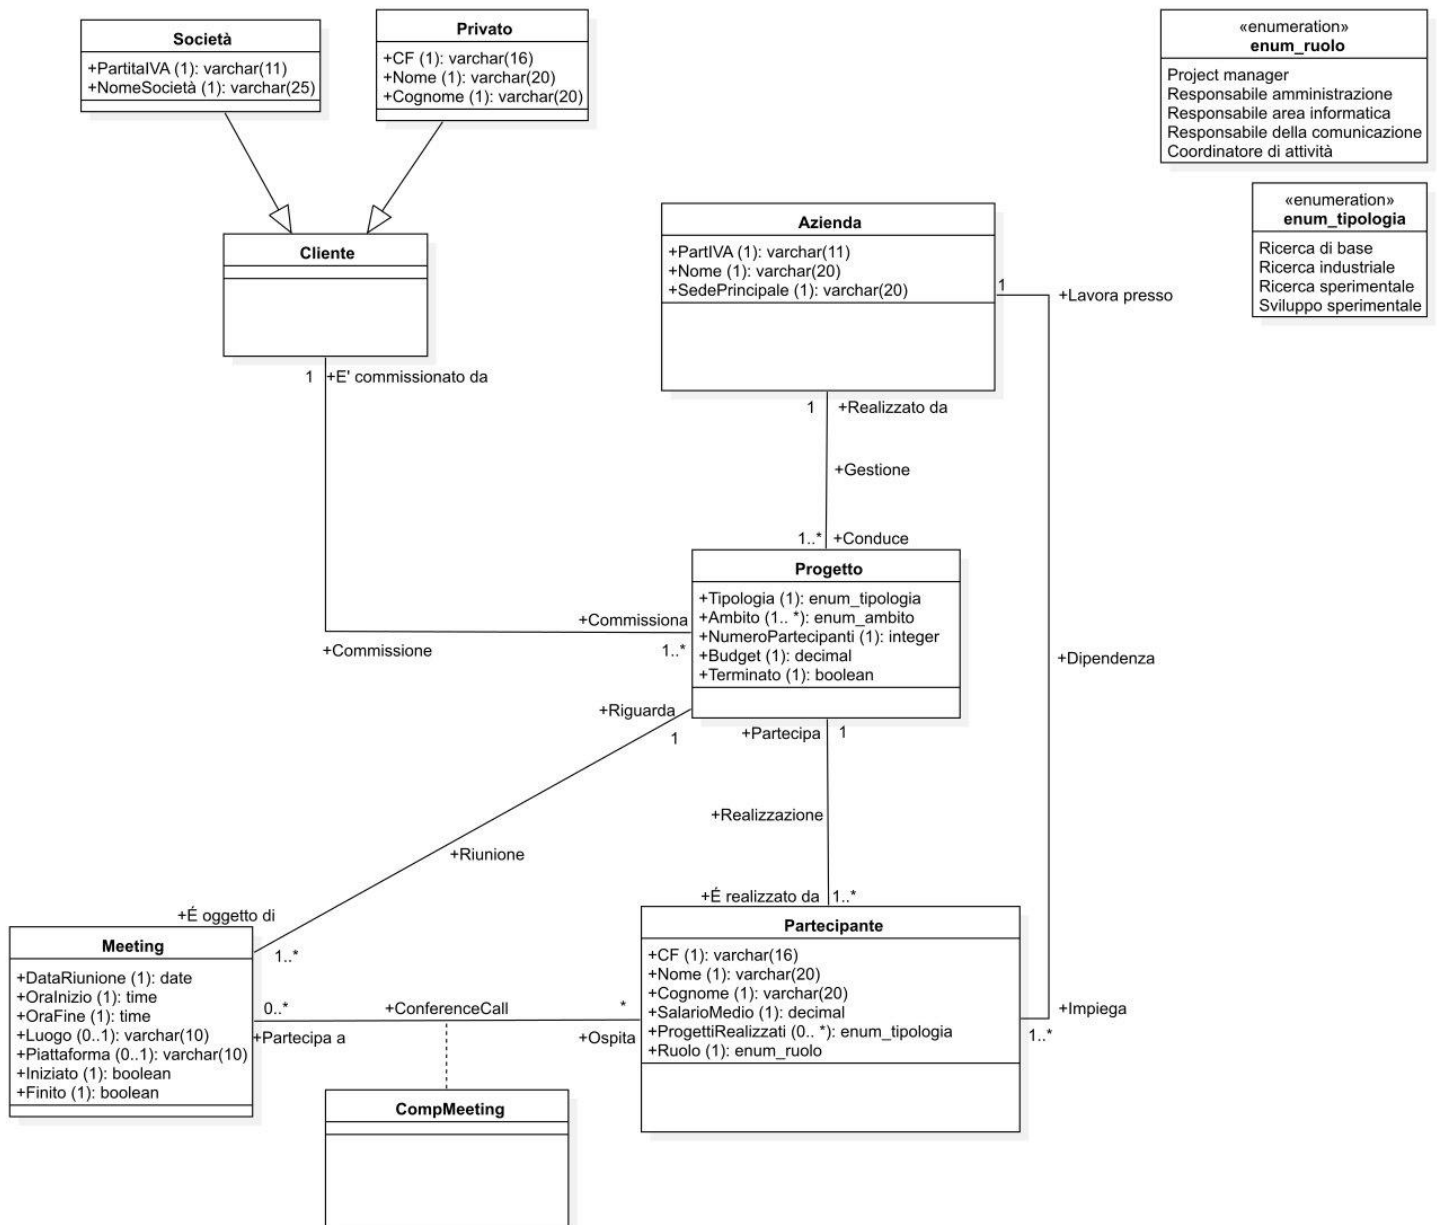 Società
+PartitaIVA (1): varchar(11)
+NomeSocietà (1): varchar(25)
Privato
+CF (1): varchar(16)
+Nome (1): varchar(20)
+Cognome (1): varchar(20)
«enumeration»
enum_ruolo
Project manager
Responsabile amministrazione
Responsabile area informatica
Responsabile della comunicazione
Coordinatore di attività
«enumeration»
enum_tipologia
Ricerca di base
Ricerca industriale
Ricerca sperimentale
Sviluppo sperimentale
Cliente
Azienda
+PartIVA (1): varchar(11)
+Nome (1): varchar(20)
+SedePrincipale (1): varchar(20)
1
+Lavora presso
1
+E' commissionato da
1
+Realizzato da
+Gestione
1..*
+Conduce
Progetto
+Tipologia (1): enum_tipologia
+Ambito (1.. *): enum_ambito
+NumeroPartecipanti (1): integer
+Budget (1): decimal
+Terminato (1): boolean
+Commissiona
1..*
+Commissione
+Dipendenza
+Riguarda
1
+Partecipa
1
+Realizzazione
+Riunione
+É realizzato da
1..*
+É oggetto di
1..*
Meeting
+DataRiunione (1): date
+OraInizio (1): time
+OraFine (1): time
+Luogo (0..1): varchar(10)
+Piattaforma (0..1): varchar(10)
+Iniziato (1): boolean
+Finito (1): boolean
0..*
+Partecipa a
+ConferenceCall
*
+Ospita
Partecipante
+CF (1): varchar(16)
+Nome (1): varchar(20)
+Cognome (1): varchar(20)
+SalarioMedio (1): decimal
+ProgettiRealizzati (0.. *): enum_tipologia
+Ruolo (1): enum_ruolo
+Impiega
1..*
CompMeeting